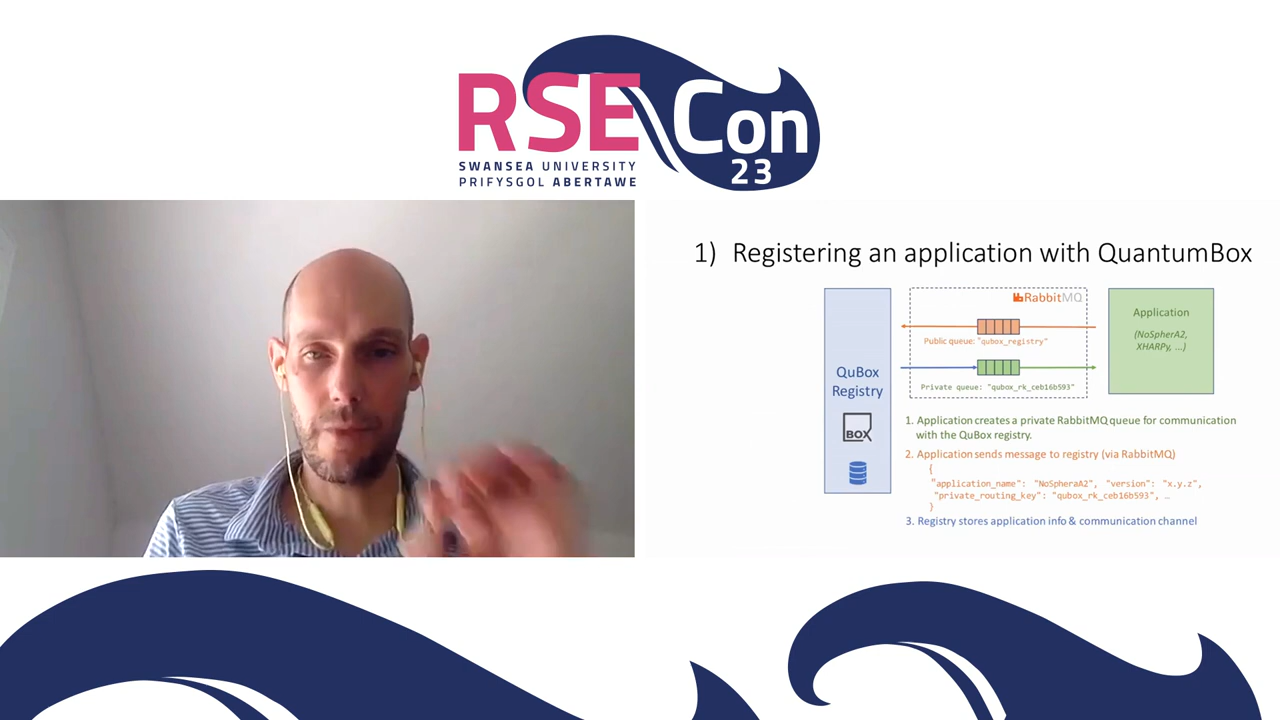 RSE Con
23
SWANSEA UNIVERSITY
PRIFYSGOL ABERTAWE
1) Registering an application with QuantumBox
RabbitMQ
Public queue: "qubox_registry"
Private queue: "qubox_rk_ceb16b593"
QuBox
Registry
BOX
Application
(NoSpherA2,
XHARPy, ...)
1. Application creates a private RabbitMQ queue for communication
with the QuBox registry.
2. Application sends message to registry (via RabbitMQ)
{
"application_name": "NoSpheraA2", "version": "x.y.z",
"private_routing_key": "qubox_rk_ceb16b593", …
}
3. Registry stores application info & communication channel